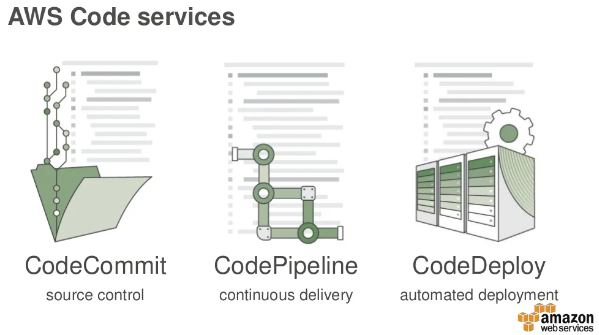 AWS Code services
CodeCommit
source control
CodePipeline
continuous delivery
CodeDeploy
automated deployment
amazon
web services